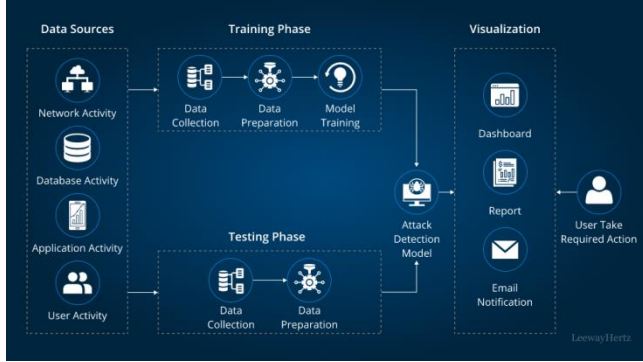 Data Sources
Network Activity
Database Activity
Application Activity
User Activity
Training Phase
Data
Collection
Data
Preparation
Model
Training
Testing Phase
Data
Collection
Data
Preparation
Attack
Detection
Model
Visualization
Dashboard
Report
Email
Notification
User Take
Required Action
LeewayHertz